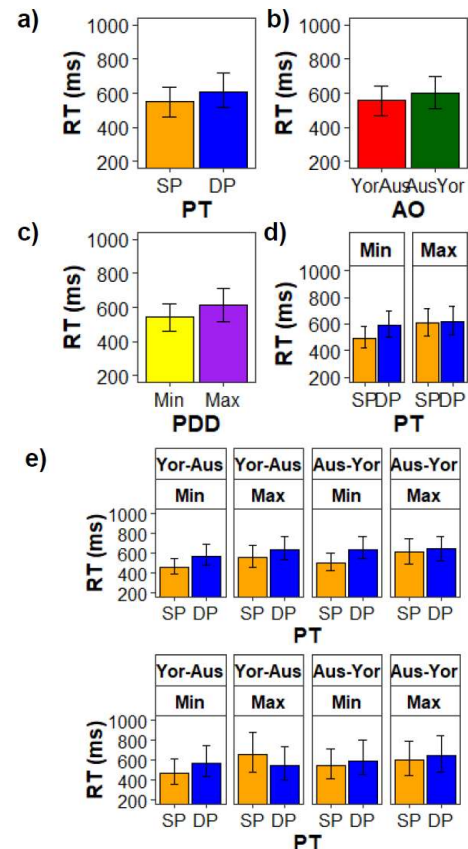 a)
b)
RT (ms)
1000
800
600
400
200
SP DP
PT
RT (ms)
1000
800
600
400
200
YorAus AusYor
AO
c)
d)
RT (ms)
1000
800
600
400
200
Min Max
PDD
RT (ms)
Min Max
1000
800
600
400
200
SP DP SP DP
PT
e)
Yor-Aus Yor-Aus Aus-Yor Aus-Yor
Min Max Min Max
RT (ms)
1000
800
600
400
200
SP DP SP DP SP DP SP DP
PT
Yor-Aus Yor-Aus Aus-Yor Aus-Yor
Min Max Min Max
RT (ms)
1000
800
600
400
200
SP DP SP DP SP DP SP DP
PT